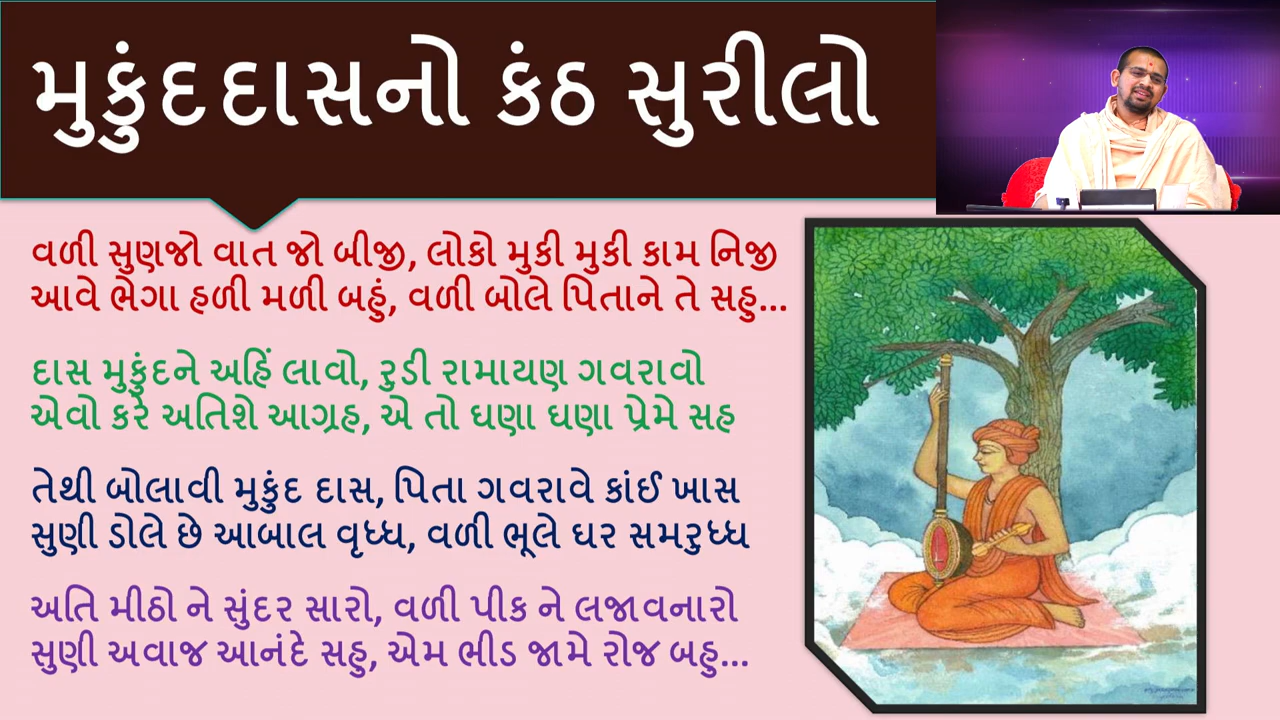 મુકુંદદાસનો કંઠ સુરીલો
વળી સુણજો વાત જો બીજી, લોકો મુકી મુકી કામ નિજી
આવે ભેગા હળી મળી બહું, વળી બોલે પિતાને તે સહુ...
દાસ મુકુંદને અહિં લાવો, રુડી રામાયણ ગવરાવો
એવો કરે અતિશે આગ્રહ, એ તો ઘણા ઘણા પ્રેમે સહ
તેથી બોલાવી મુકુંદ દાસ, પિતા ગવરાવે કાંઈ ખાસ
સુણી ડોલે છે આબાલ વૃધ્ધ, વળી ભૂલે ઘર સમરુધ્ધ
અતિ મીઠો ને સુંદર સારો, વળી પીક ને લજાવનારો
સુણી અવાજ આનંદે સહુ, એમ ભીડ જામે રોજ બહુ...